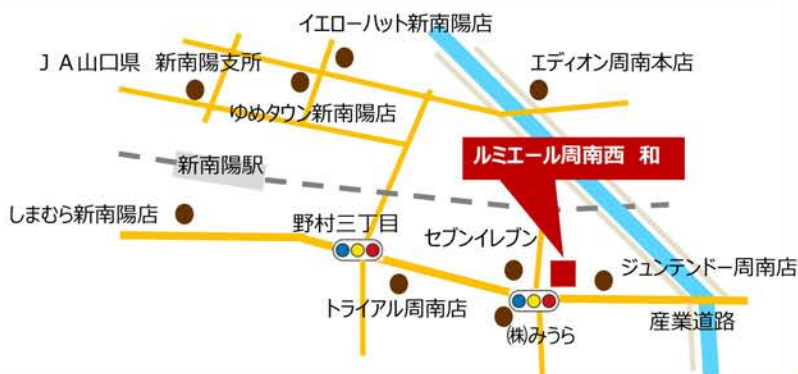 イエローハット新南陽店
JA山口県 新南陽支所
エディオン周南本店
ゆめタウン新南陽店
ルミエール周南西 和
新南陽駅
しまむら新南陽店
野村三丁目
セブンイレブン
ジュンテンドー周南店
トライアル周南店
産業道路
㈱みうら